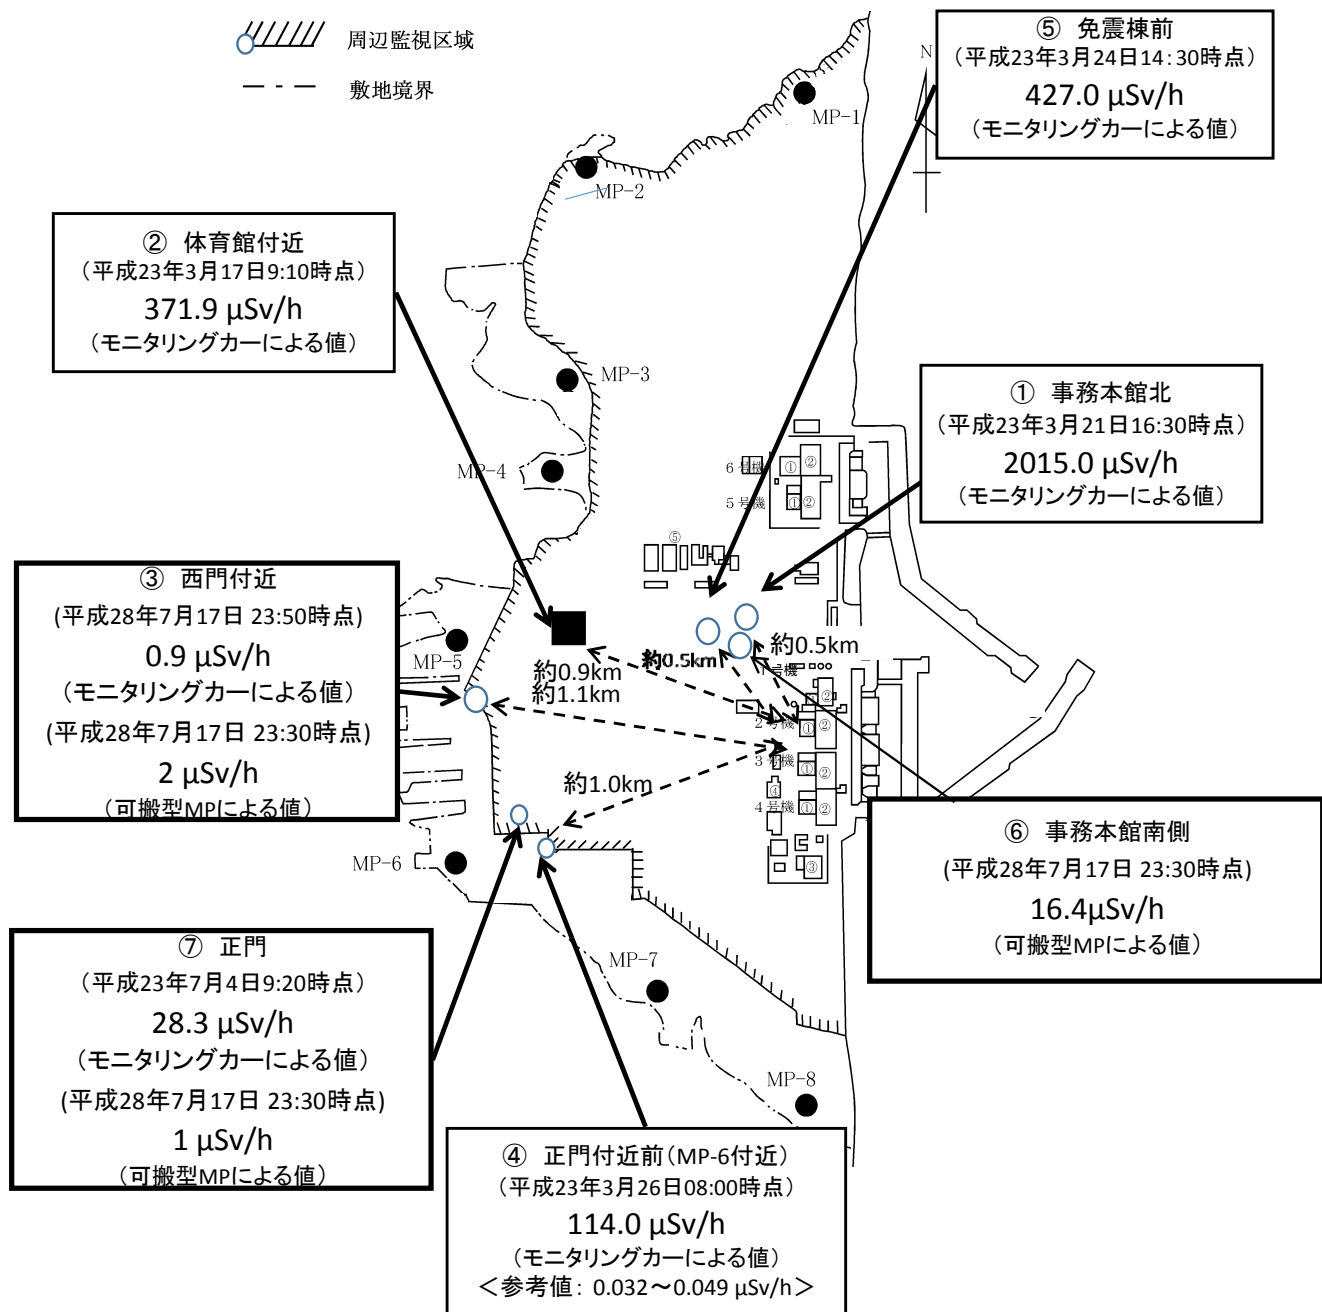 周辺監視区域
敷地境界
⑤ 免震棟前
（平成23年3月24日14:30時点）
427.0 μSv/h
（モニタリングカーによる値）
N
MP-1
MP-2
② 体育館付近
（平成23年3月17日9:10時点）
371.9 μSv/h
（モニタリングカーによる値）
MP-3
① 事務本館北
（平成23年3月21日16:30時点）
2015.0 μSv/h
（モニタリングカーによる値）
MP-4
6号機
① ②
5号機
① ②
⑤
③ 西門付近
(平成28年7月17日 23:50時点)
0.9 μSv/h
（モニタリングカーによる値）
(平成28年7月17日 23:30時点)
2 μSv/h
（可搬型MPによる値）
MP-5
約0.9km
約1.1km
約0.5km
約0.5km
1号機
②
2号機
① ②
3号機
① ②
④
4号機
① ②
③
約1.0km
MP-6
⑥ 事務本館南側
(平成28年7月17日 23:30時点)
16.4μSv/h
（可搬型MPによる値）
⑦ 正門
（平成23年7月4日9:20時点）
28.3 μSv/h
（モニタリングカーによる値）
(平成28年7月17日 23:30時点)
1 μSv/h
（可搬型MPによる値）
MP-7
MP-8
④ 正門付近前（MP-6付近）
（平成23年3月26日08:00時点）
114.0 μSv/h
（モニタリングカーによる値）
＜参考値: 0.032～0.049 μSv/h＞